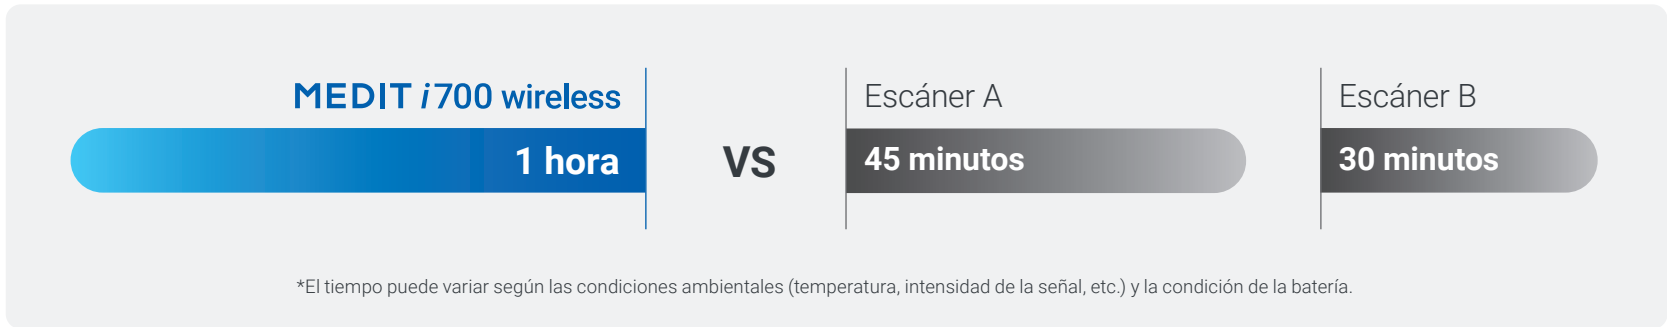 MEDIT i700 wireless
1 hora
VS
Escáner A
45 minutos
Escáner B
30 minutos
*El tiempo puede variar según las condiciones ambientales (temperatura, intensidad de la señal, etc.) y la condición de la batería.